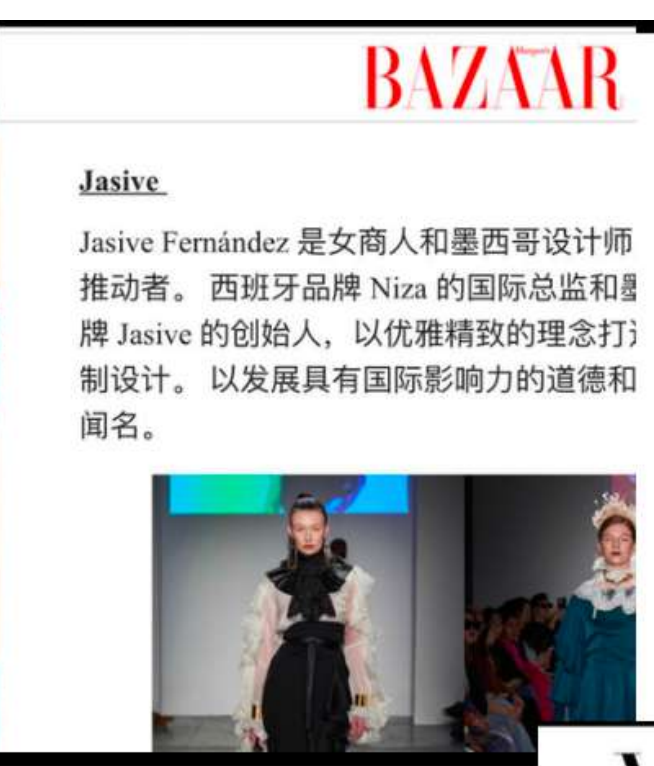 Harper's
BAZAAR
Jasive
Jasive Fernández 是女商人和墨西哥设计师
推动者。 西班牙品牌 Niza 的国际总监和
牌 Jasive 的创始人，以优雅精致的理念打
制设计。 以发展具有国际影响力的道德和
闻名。